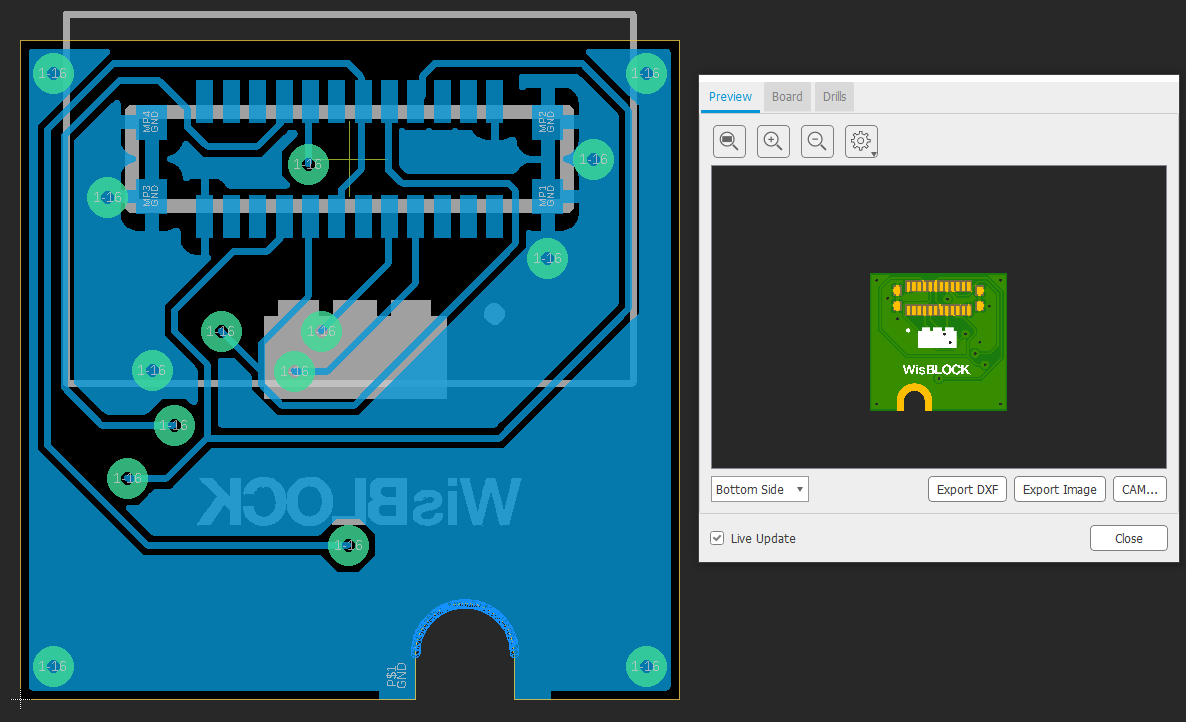 1-16
1-16
MP4
GND
MP2
GND
1-16
1-16
MP3
GND
MP1
GND
1-16
1-16
1-16
1-16
1-16
1-16
1-16
1-16
WisBLOCK
1-16
1-16
1-16
P$1
GND
Preview
Board
Drills
WisBLOCK
Bottom Side
Export DXF
Export Image
CAM...
Live Update
Close